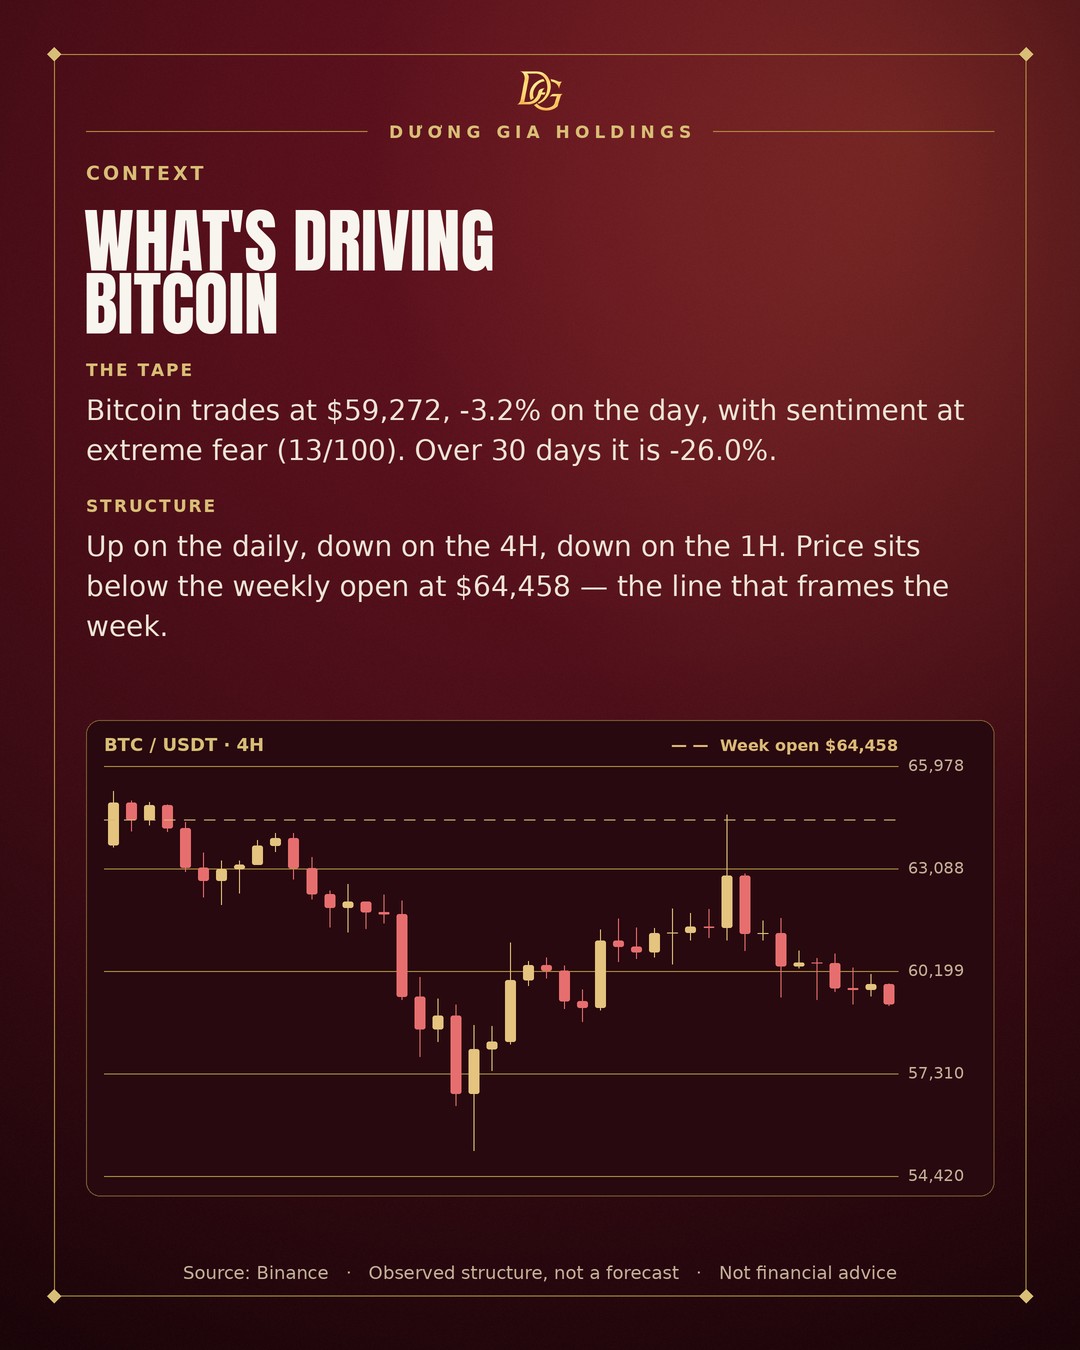 DG
DƯƠNG GIA HOLDINGS
CONTEXT
WHAT'S DRIVING
BITCOIN
THE TAPE
Bitcoin trades at $59,272, -3.2% on the day, with sentiment at
extreme fear (13/100). Over 30 days it is -26.0%.
STRUCTURE
Up on the daily, down on the 4H, down on the 1H. Price sits
below the weekly open at $64,458 — the line that frames the
week.
BTC / USDT · 4H
— — Week open $64,458
65,978
63,088
60,199
57,310
54,420
Source: Binance · Observed structure, not a forecast · Not financial advice